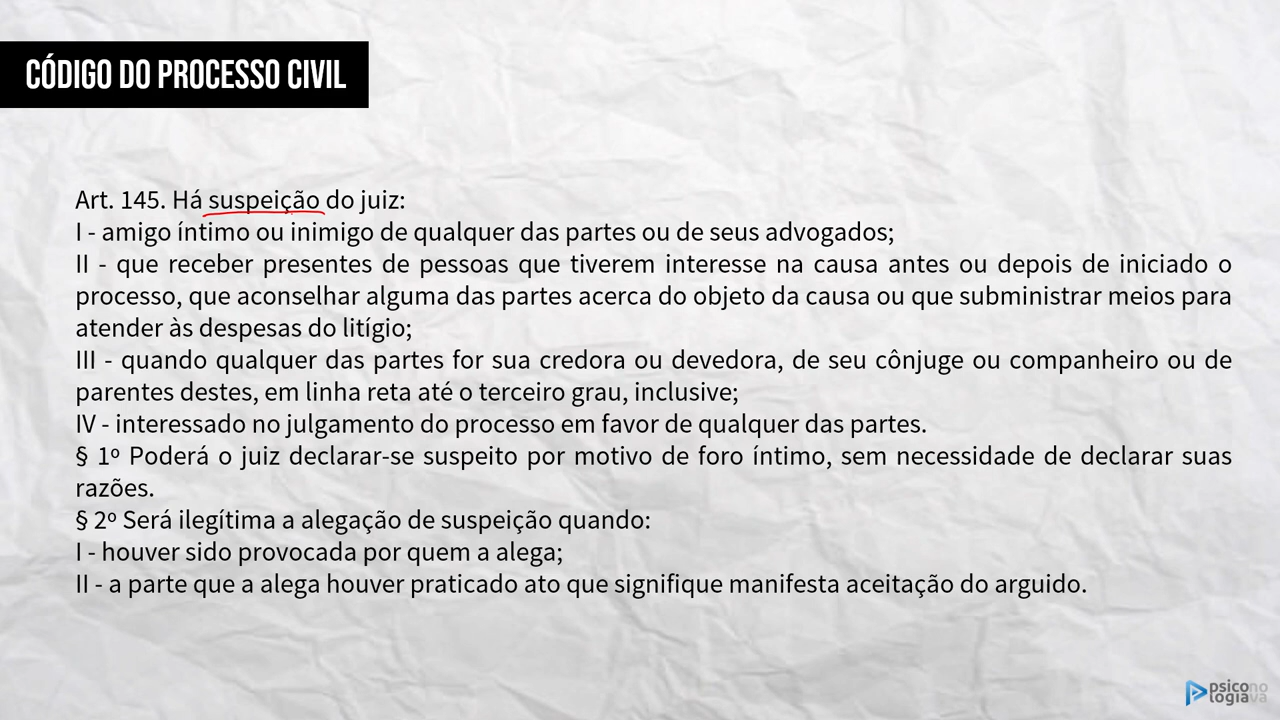 CÓDIGO DO PROCESSO CIVIL
Art. 145. Há suspeição do juiz:
I - amigo íntimo ou inimigo de qualquer das partes ou de seus advogados;
II - que receber presentes de pessoas que tiverem interesse na causa antes ou depois de iniciado o
processo, que aconselhar alguma das partes acerca do objeto da causa ou que subministrar meios para
atender às despesas do litígio;
III - quando qualquer das partes for sua credora ou devedora, de seu cônjuge ou companheiro ou de
parentes destes, em linha reta até o terceiro grau, inclusive;
IV - interessado no julgamento do processo em favor de qualquer das partes.
§ 1º Poderá o juiz declarar-se suspeito por motivo de foro íntimo, sem necessidade de declarar suas
razões.
§ 2º Será ilegítima a alegação de suspeição quando:
I - houver sido provocada por quem a alega;
II - a parte que a alega houver praticado ato que signifique manifesta aceitação do arguido.
psicono
logiava